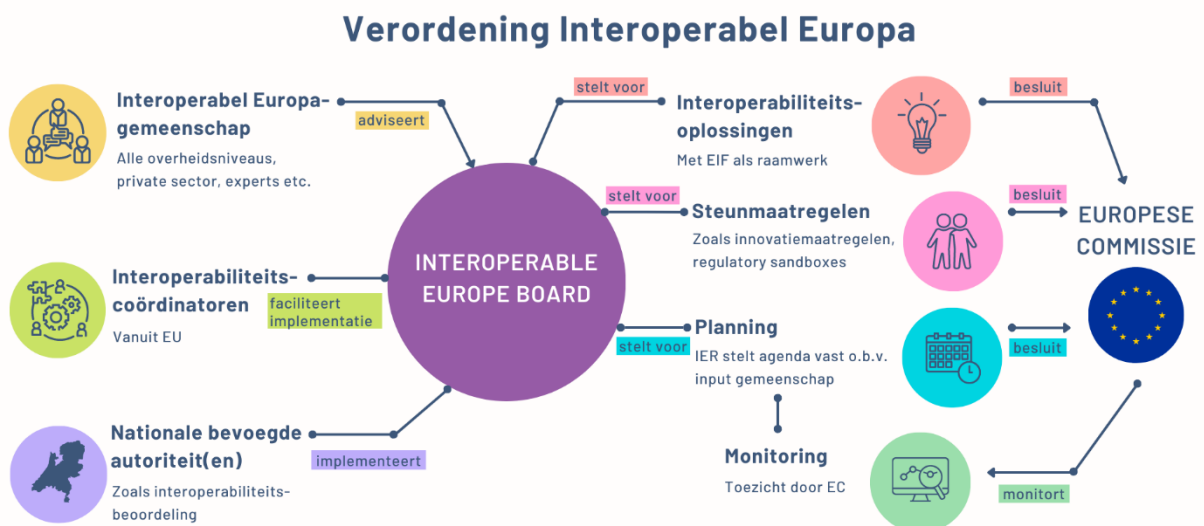 Verordening Interoperabel Europa
Interoperabel Europa-
gemeenschap
Alle overheidsniveaus,
private sector, experts etc.
adviseert
Interoperabiliteits-
coördinatoren
Vanuit EU
faciliteert
implementatie
Nationale bevoegde
autoriteit(en)
Zoals interoperabiliteits-
beoordeling
implementeert
INTEROPERABLE
EUROPE BOARD
stelt voor
Interoperabiliteits-
oplossingen
Met EIF als raamwerk
besluit
stelt voor
Steunmaatregelen
Zoals innovatiemaatregelen,
regulatory sandboxes
besluit
stelt voor
Planning
IER stelt agenda vast o.b.v.
input gemeenschap
besluit
Monitoring
Toezicht door EC
monitort
EUROPESE
COMMISSIE